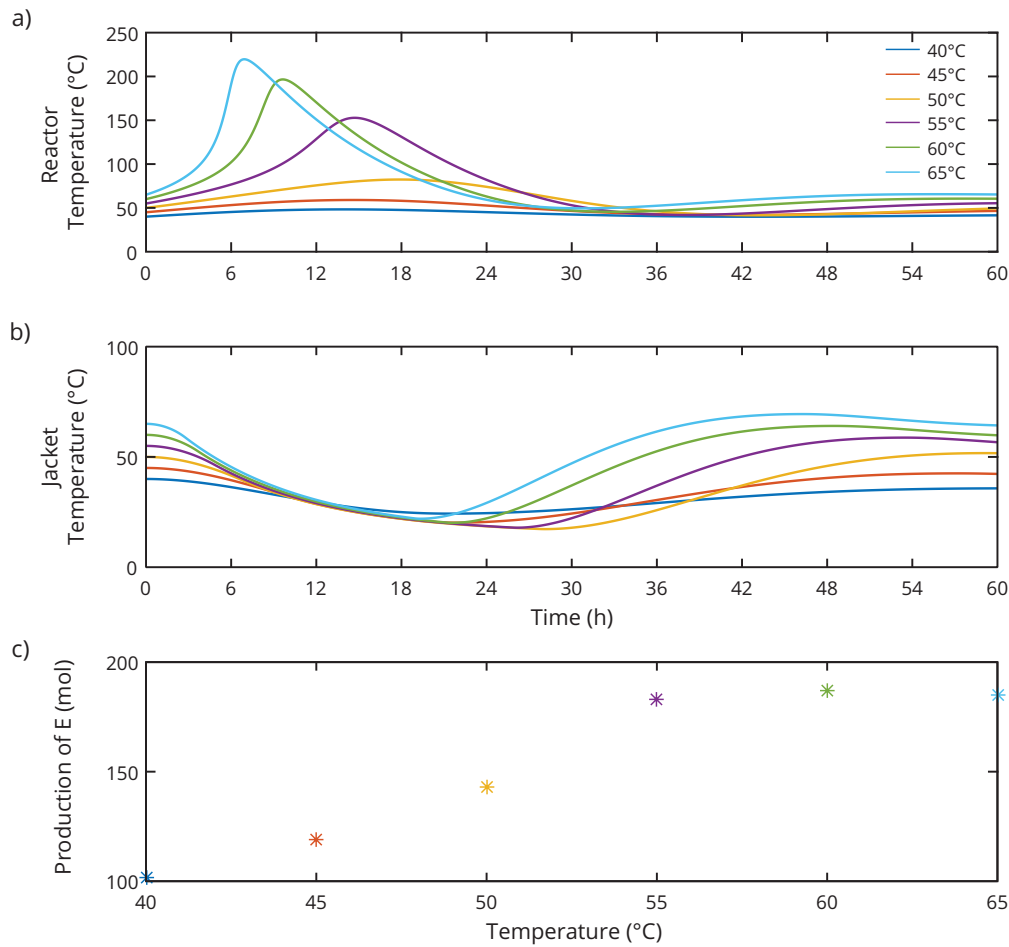 a)
Reactor
Temperature (°C)
250
200
150
100
50
0
0 6 12 18 24 30 36 42 48 54 60
40°C
45°C
50°C
55°C
60°C
65°C
b)
Jacket
Temperature (°C)
100
50
0
0 6 12 18 24 30 36 42 48 54 60
Time (h)
c)
Production of E (mol)
200
150
100
40 45 50 55 60 65
Temperature (°C)